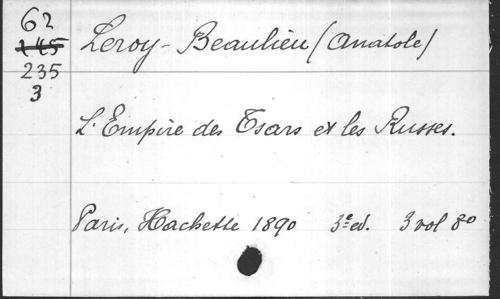 62
145
235
3
Leroy-Beaulieu (Anatole)
L'Empire des Tsars et les Russes.
Paris, Hachette 1890 3e ed. 3 vol 8o